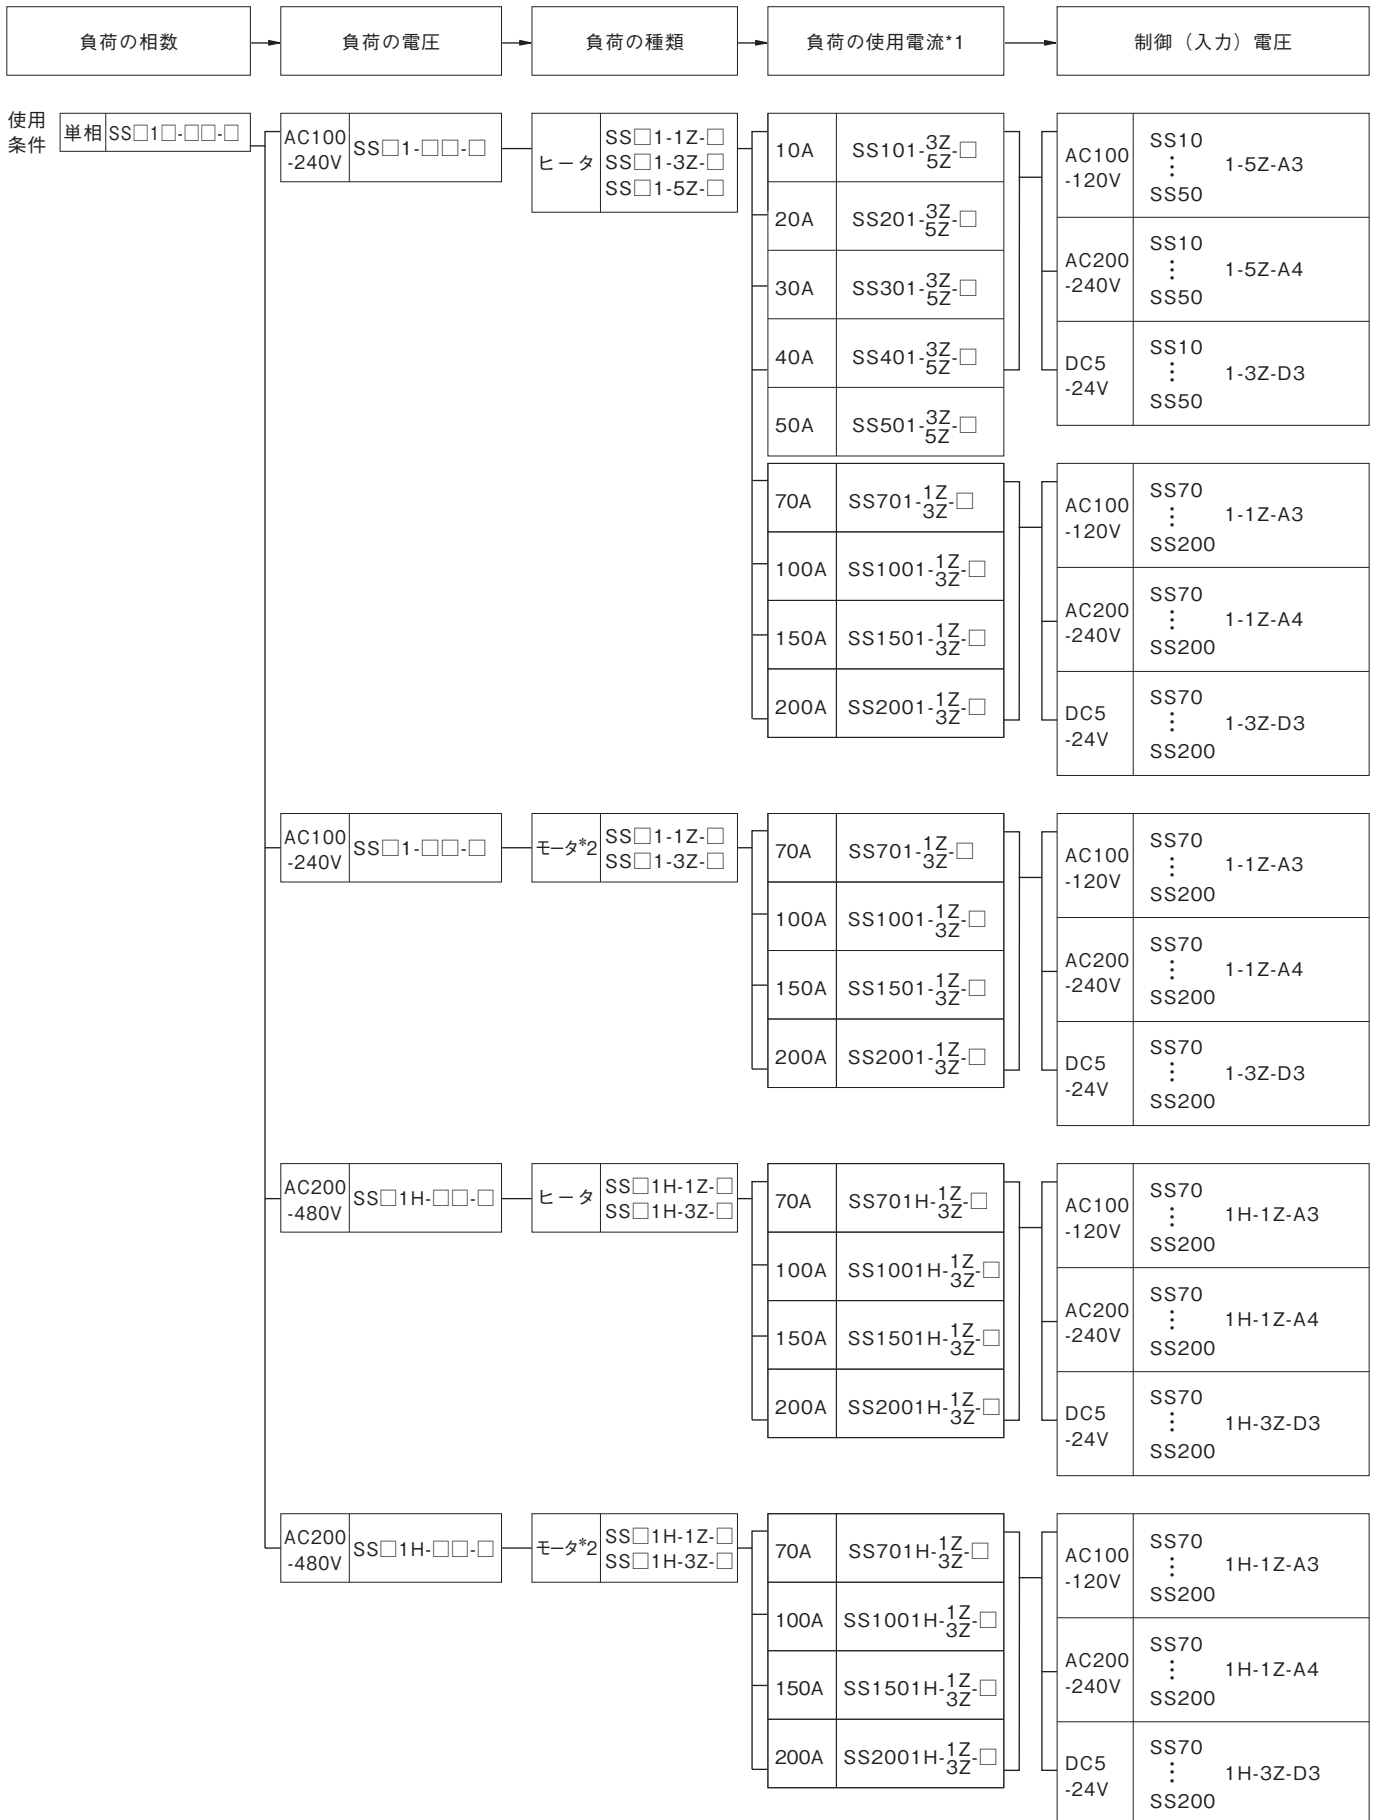 負荷の相数
負荷の電圧
負荷の種類
負荷の使用電流*1
制御（入力）電圧
使用
条件
単相 SS□1□-□□-□
AC100
-240V
SS□1-□□-□
ヒータ
SS□1-1Z-□
SS□1-3Z-□
SS□1-5Z-□
10A SS101-3Z/5Z-□
20A SS201-3Z/5Z-□
30A SS301-3Z/5Z-□
40A SS401-3Z/5Z-□
50A SS501-3Z/5Z-□
AC100
-120V
SS10
⋮
SS50
1-5Z-A3
AC200
-240V
SS10
⋮
SS50
1-5Z-A4
DC5
-24V
SS10
⋮
SS50
1-3Z-D3
70A SS701-1Z/3Z-□
100A SS1001-1Z/3Z-□
150A SS1501-1Z/3Z-□
200A SS2001-1Z/3Z-□
AC100
-120V
SS70
⋮
SS200
1-1Z-A3
AC200
-240V
SS70
⋮
SS200
1-1Z-A4
DC5
-24V
SS70
⋮
SS200
1-3Z-D3
AC100
-240V
SS□1-□□-□
モータ*2
SS□1-1Z-□
SS□1-3Z-□
70A SS701-1Z/3Z-□
100A SS1001-1Z/3Z-□
150A SS1501-1Z/3Z-□
200A SS2001-1Z/3Z-□
AC100
-120V
SS70
⋮
SS200
1-1Z-A3
AC200
-240V
SS70
⋮
SS200
1-1Z-A4
DC5
-24V
SS70
⋮
SS200
1-3Z-D3
AC200
-480V
SS□1H-□□-□
ヒータ
SS□1H-1Z-□
SS□1H-3Z-□
70A SS701H-1Z/3Z-□
100A SS1001H-1Z/3Z-□
150A SS1501H-1Z/3Z-□
200A SS2001H-1Z/3Z-□
AC100
-120V
SS70
⋮
SS200
1H-1Z-A3
AC200
-240V
SS70
⋮
SS200
1H-1Z-A4
DC5
-24V
SS70
⋮
SS200
1H-3Z-D3
AC200
-480V
SS□1H-□□-□
モータ*2
SS□1H-1Z-□
SS□1H-3Z-□
70A SS701H-1Z/3Z-□
100A SS1001H-1Z/3Z-□
150A SS1501H-1Z/3Z-□
200A SS2001H-1Z/3Z-□
AC100
-120V
SS70
⋮
SS200
1H-1Z-A3
AC200
-240V
SS70
⋮
SS200
1H-1Z-A4
DC5
-24V
SS70
⋮
SS200
1H-3Z-D3